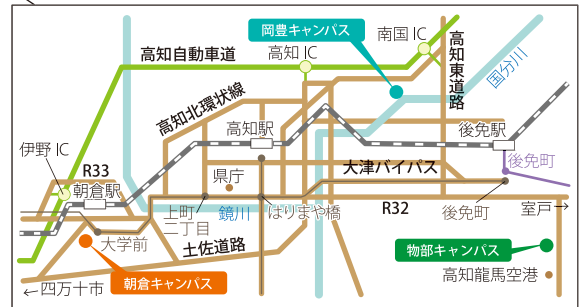 岡豊キャンパス
南国 IC
高知自動車道
高知 IC
高知東道路
国分川
高知北環状線
高知駅
後免駅
伊野 IC
R33
朝倉駅
県庁
大津バイパス
後免町
上町
二丁目
鏡川
はりまや橋
R32
後免町
室戸→
大学前
土佐道路
物部キャンパス
←四万十市
朝倉キャンパス
高知龍馬空港